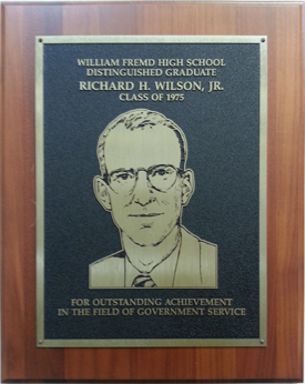 WILLIAM FREMD HIGH SCHOOL
DISTINGUISHED GRADUATE
RICHARD H. WILSON, JR.
CLASS OF 1975
FOR OUTSTANDING ACHIEVEMENT
IN THE FIELD OF GOVERNMENT SERVICE